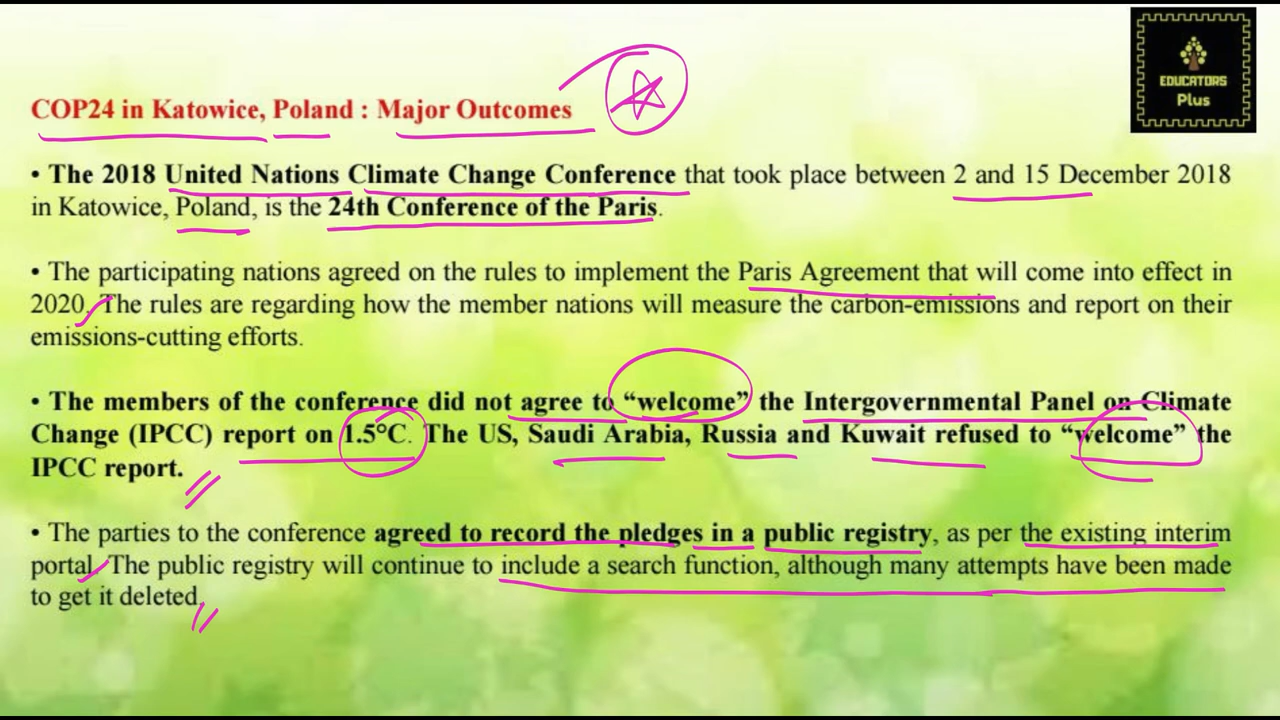 EDUCATORS
Plus
COP24 in Katowice, Poland : Major Outcomes
• The 2018 United Nations Climate Change Conference that took place between 2 and 15 December 2018
in Katowice, Poland, is the 24th Conference of the Paris.
• The participating nations agreed on the rules to implement the Paris Agreement that will come into effect in
2020. The rules are regarding how the member nations will measure the carbon-emissions and report on their
emissions-cutting efforts.
• The members of the conference did not agree to “welcome” the Intergovernmental Panel on Climate
Change (IPCC) report on 1.5°C. The US, Saudi Arabia, Russia and Kuwait refused to “welcome” the
IPCC report.
• The parties to the conference agreed to record the pledges in a public registry, as per the existing interim
portal. The public registry will continue to include a search function, although many attempts have been made
to get it deleted.